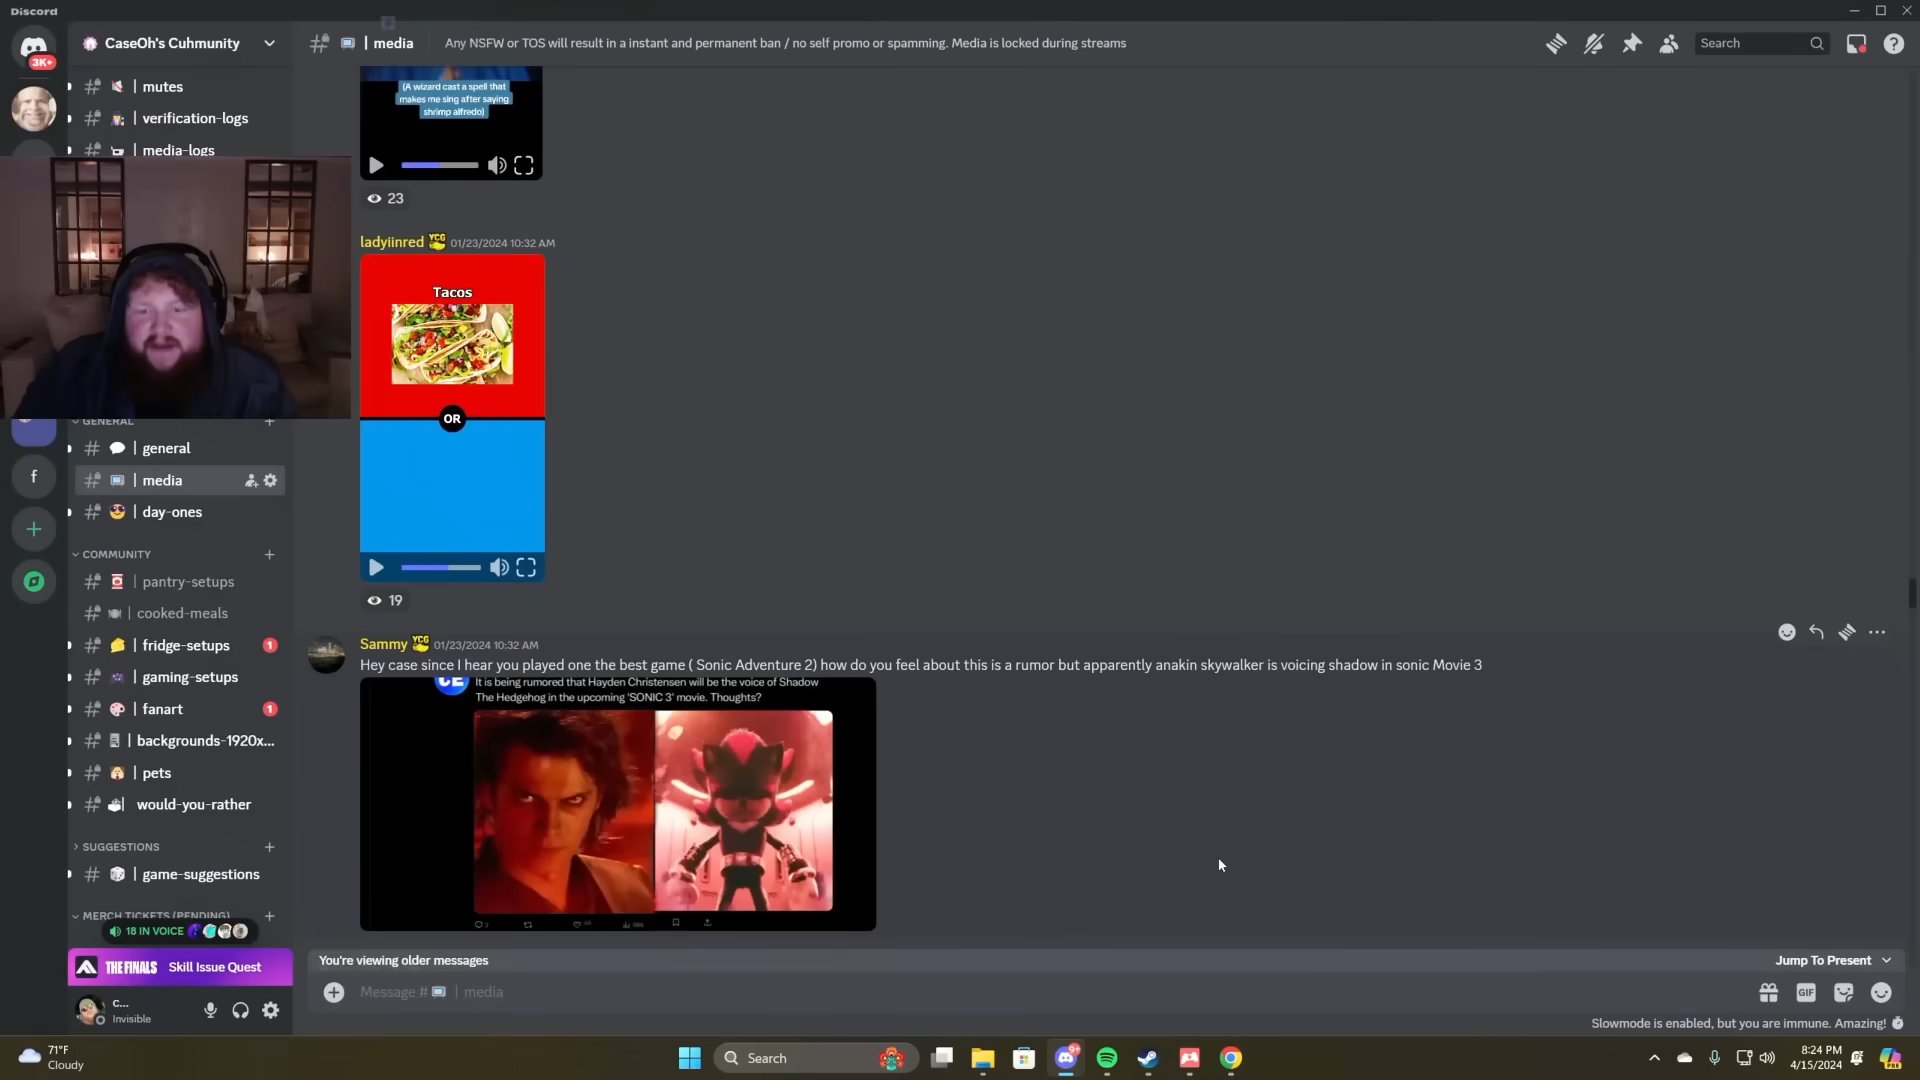 Discord
3K+
CaseOh's Cuhmunity
| mutes
| verification-logs
| media-logs
GENERAL
| general
| media
| day-ones
f
COMMUNITY
| pantry-setups
| cooked-meals
| fridge-setups 1
| gaming-setups
| fanart 1
| backgrounds-1920x...
| pets
would-you-rather
SUGGESTIONS
| game-suggestions
MERCH TICKETS (PENDING)
18 IN VOICE
THE FINALS Skill Issue Quest
C...
Invisible
| media
Any NSFW or TOS will result in a instant and permanent ban / no self promo or spamming. Media is locked during streams
Search
(A wizard cast a spell that
makes me sing after saying
shrimp alfredo)
23
ladyiinred YCG 01/23/2024 10:32 AM
Tacos
OR
19
Sammy YCG 01/23/2024 10:32 AM
Hey case since I hear you played one the best game ( Sonic Adventure 2) how do you feel about this is a rumor but apparently anakin skywalker is voicing shadow in sonic Movie 3
CE
It is being rumored that Hayden Christensen will be the voice of Shadow
The Hedgehog in the upcoming 'SONIC 3' movie. Thoughts?
You're viewing older messages
Jump To Present
Message # | media
GIF
Slowmode is enabled, but you are immune. Amazing!
71°F
Cloudy
Search
9+
8:24 PM
4/15/2024
PRE